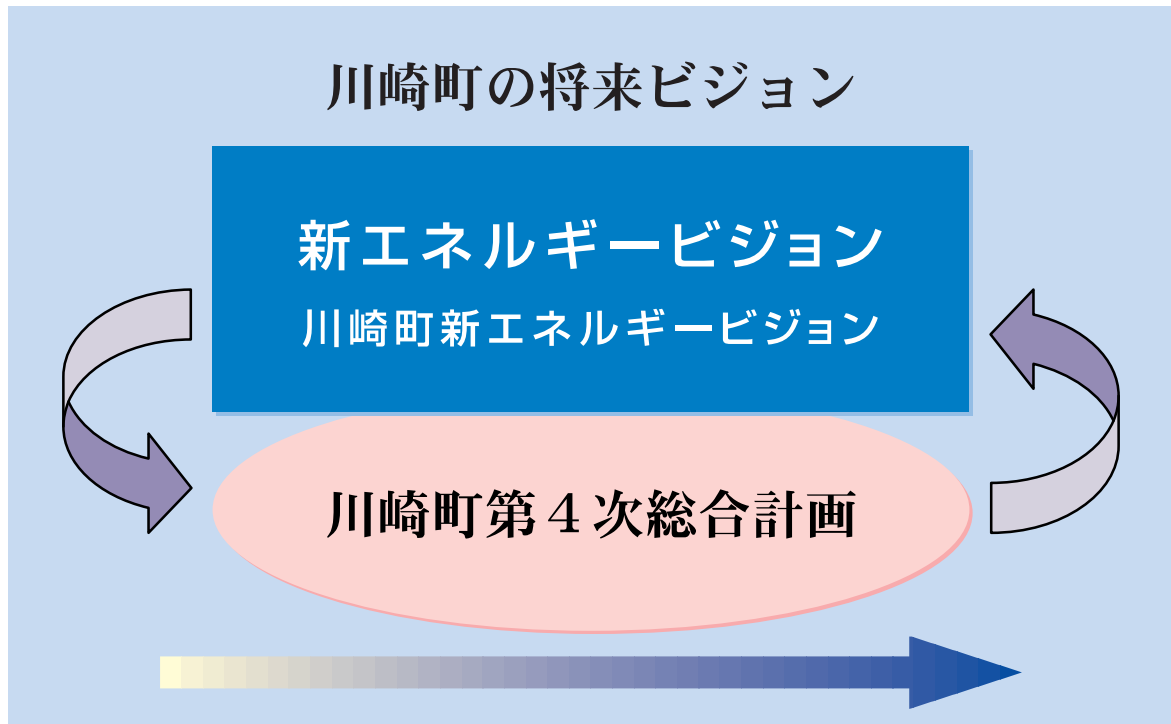 川崎町の将来ビジョン
新エネルギービジョン
川崎町新エネルギービジョン
川崎町第４次総合計画